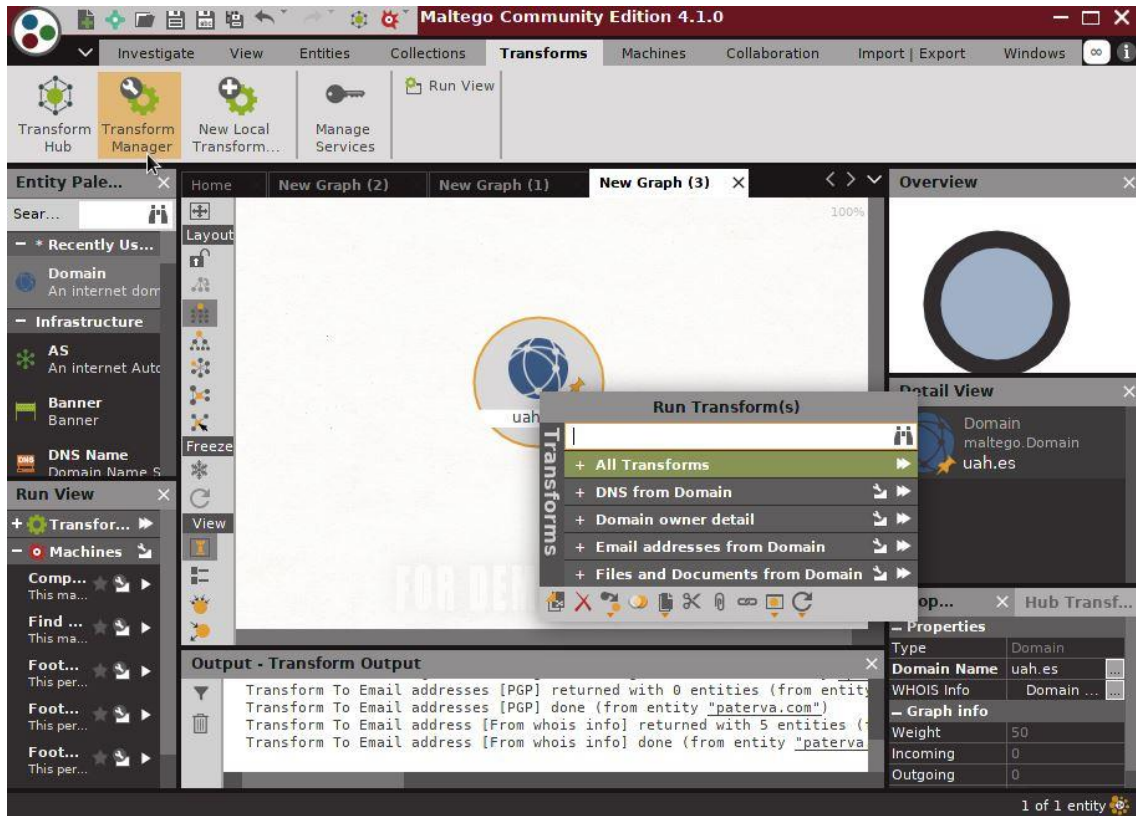 Maltego Community Edition 4.1.0
Investigate View Entities Collections Transforms Machines Collaboration Import | Export Windows
Run View
Transform Hub
Transform Manager
New Local Transform...
Manage Services
Entity Pale...
Home New Graph (2) New Graph (1) New Graph (3)
Overview
Sear...
Layout
100%
* Recently Us...
Domain
An internet dom
Infrastructure
AS
An internet Auto
Banner
Banner
DNS Name
Domain Name S
Freeze
View
uah
Run Transform(s)
Transforms
+ All Transforms
+ DNS from Domain
+ Domain owner detail
+ Email addresses from Domain
+ Files and Documents from Domain
Detail View
Domain
maltego.Domain
uah.es
Run View
+ Transfor...
- Machines
Comp...
This ma...
Find ...
This ma...
Foot...
This per...
Foot...
This per...
Foot...
This per...
FOR DE
Output - Transform Output
Transform To Email addresses [PGP] returned with 0 entities (from entity
Transform To Email addresses [PGP] done (from entity "paterva.com")
Transform To Email address [From whois info] returned with 5 entities (
Transform To Email address [From whois info] done (from entity "paterva.
op... Hub Transf...
Properties
Type Domain
Domain Name uah.es ...
WHOIS Info Domain ... ...
Graph info
Weight 50
Incoming 0
Outgoing 0
1 of 1 entity